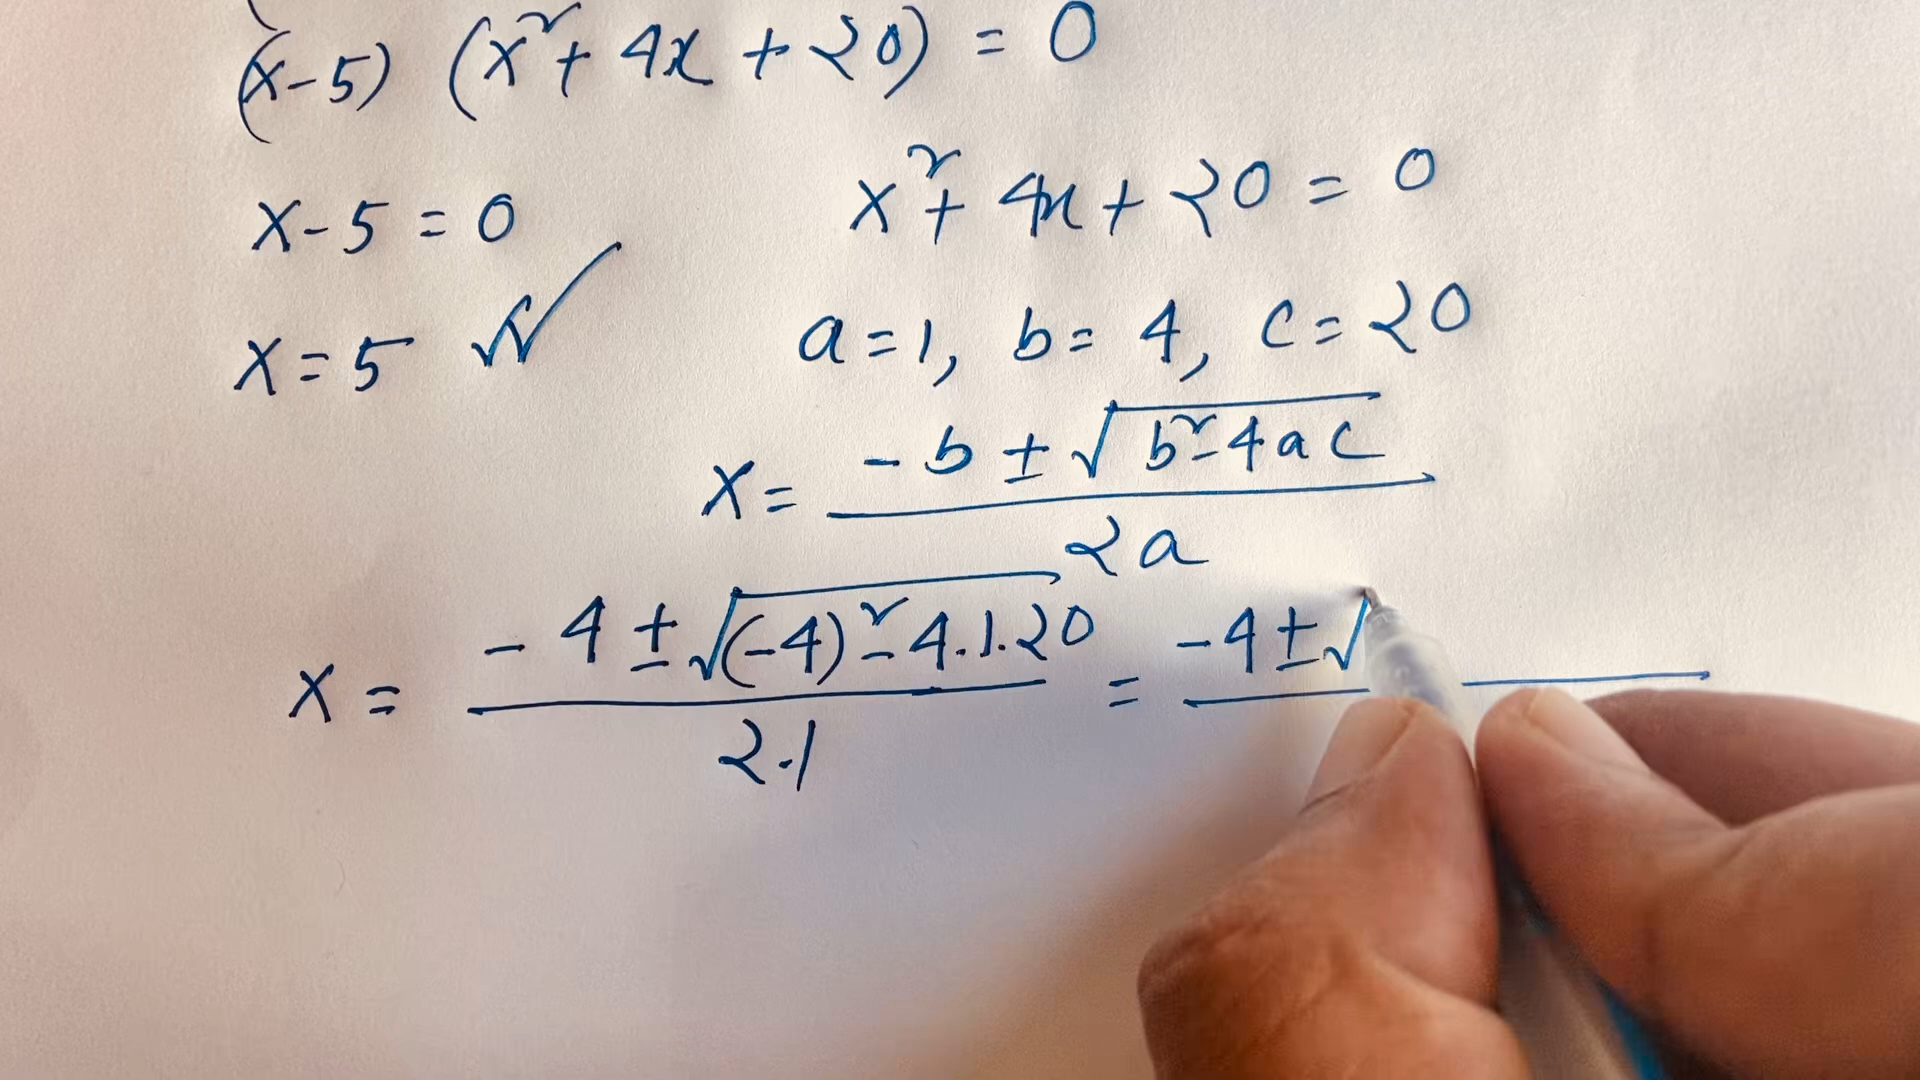 (x-5) (x²+4x+20) = 0
x-5=0
x²+4x+20=0
x=5
a=1, b=4, c=20
x= -b±√b²-4ac / 2a
x= -4±√(-4)²-4.1.20 / 2.1 = -4±√